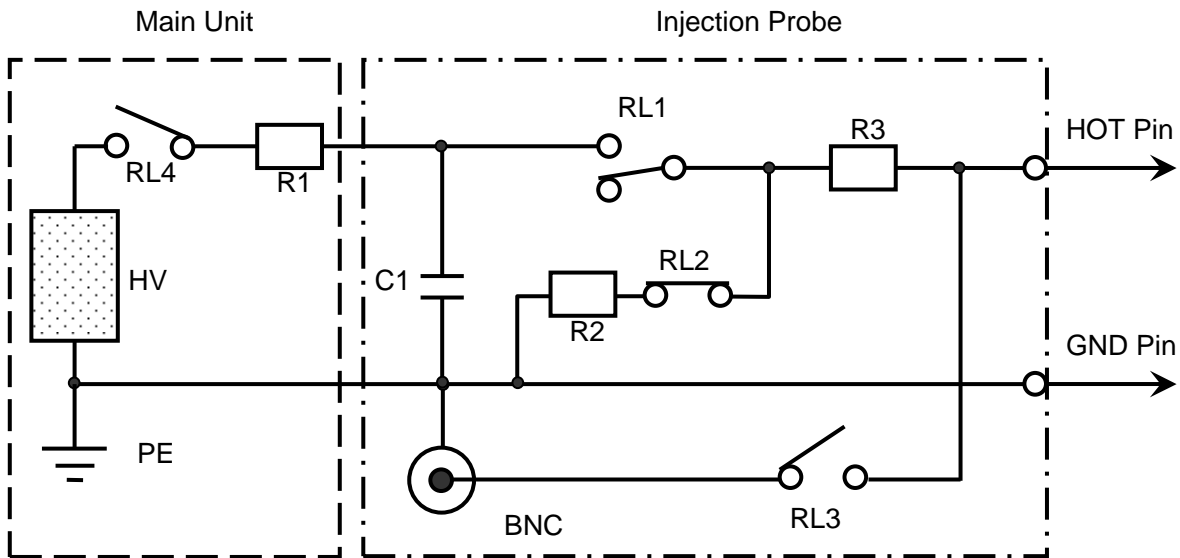 Main Unit
Injection Probe
RL4
R1
HV
PE
RL1
R3
C1
RL2
R2
BNC
RL3
HOT Pin
GND Pin